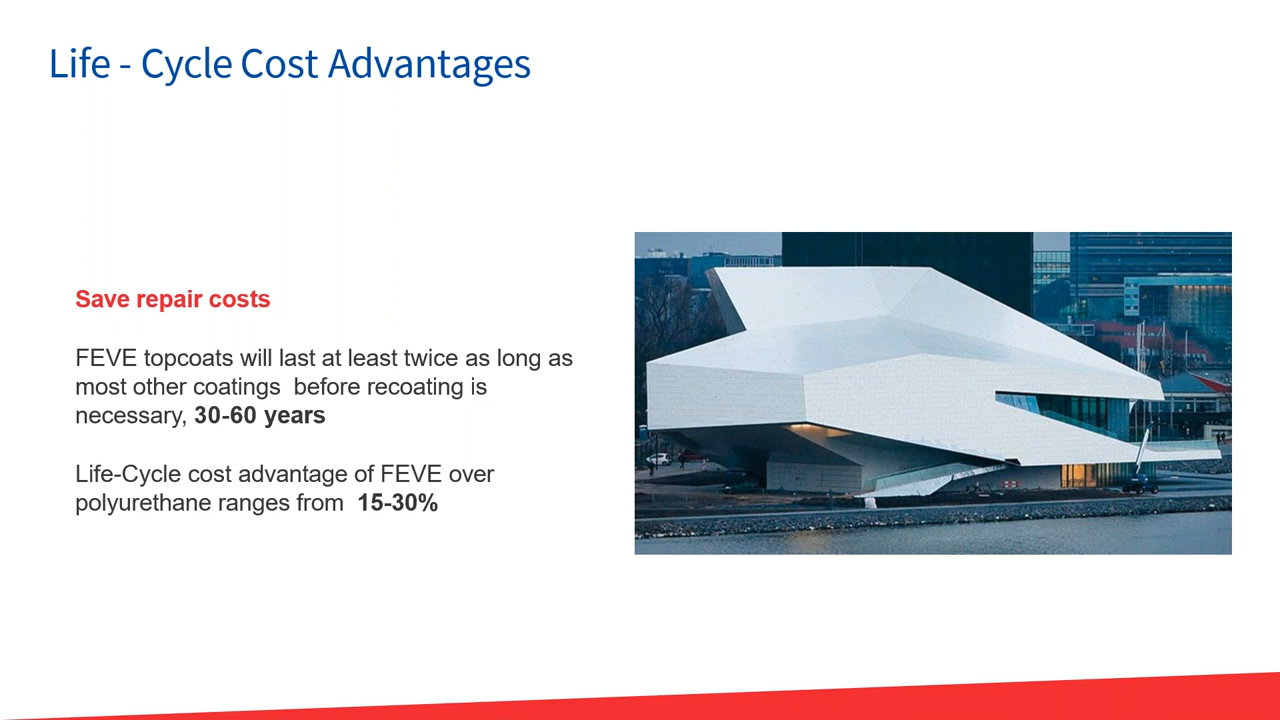 Life - Cycle Cost Advantages
Save repair costs
FEVE topcoats will last at least twice as long as
most other coatings  before recoating is
necessary, 30-60 years
Life-Cycle cost advantage of FEVE over
polyurethane ranges from  15-30%